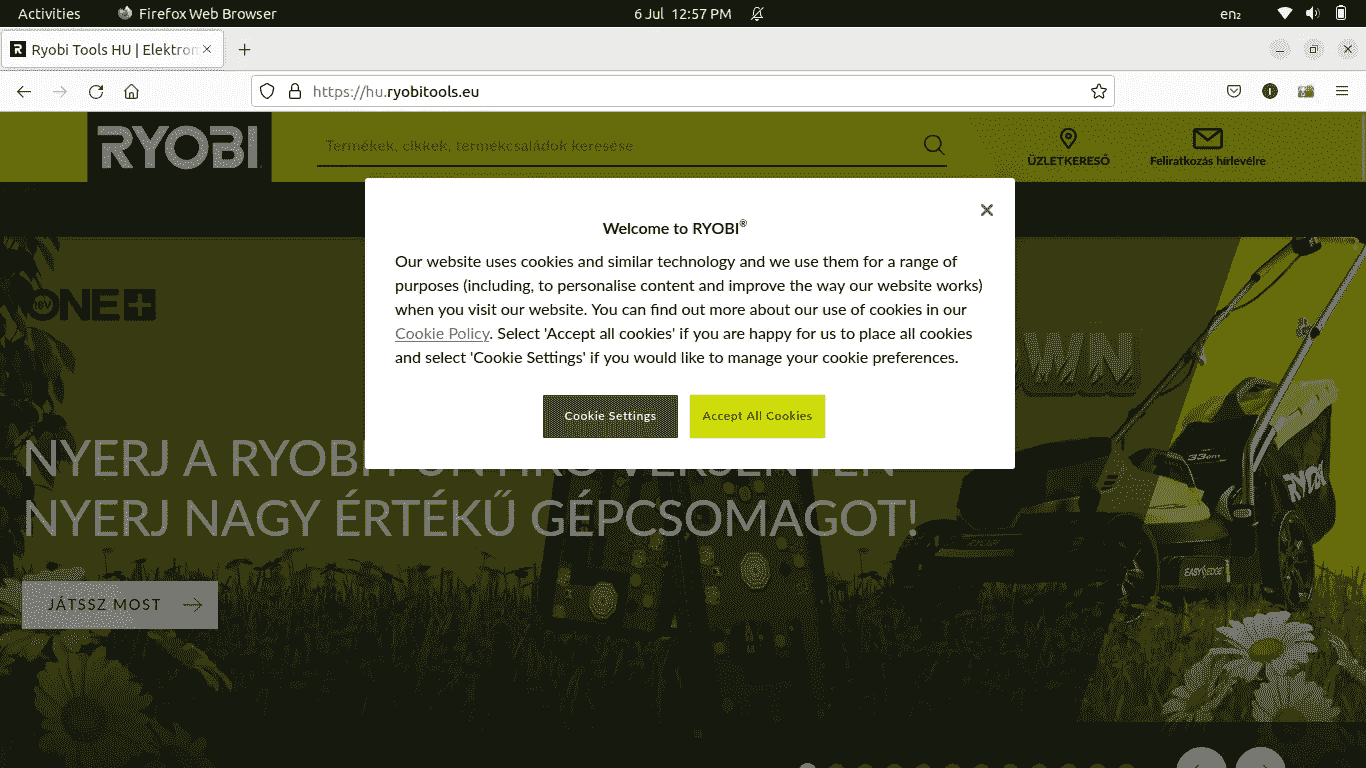 Activities
Firefox Web Browser
6 Jul 12:57 PM
en₂
Ryobi Tools HU | Elektrom
https://hu.ryobitools.eu
RYOBI
Termékek, cikkek, termékcsaládok keresése
ÜZLETKERESŐ
Feliratkozás hírlevélre
Welcome to RYOBI®
Our website uses cookies and similar technology and we use them for a range of
purposes (including, to personalise content and improve the way our website works)
when you visit our website. You can find out more about our use of cookies in our
Cookie Policy. Select 'Accept all cookies' if you are happy for us to place all cookies
and select 'Cookie Settings' if you would like to manage your cookie preferences.
Cookie Settings
Accept All Cookies
ONE+
NYERJ A RYOBI
NYERJ NAGY ÉRTÉKŰ GÉPCSOMAGOT!
JÁTSSZ MOST
33cm
RYOBI
EASYEDGE